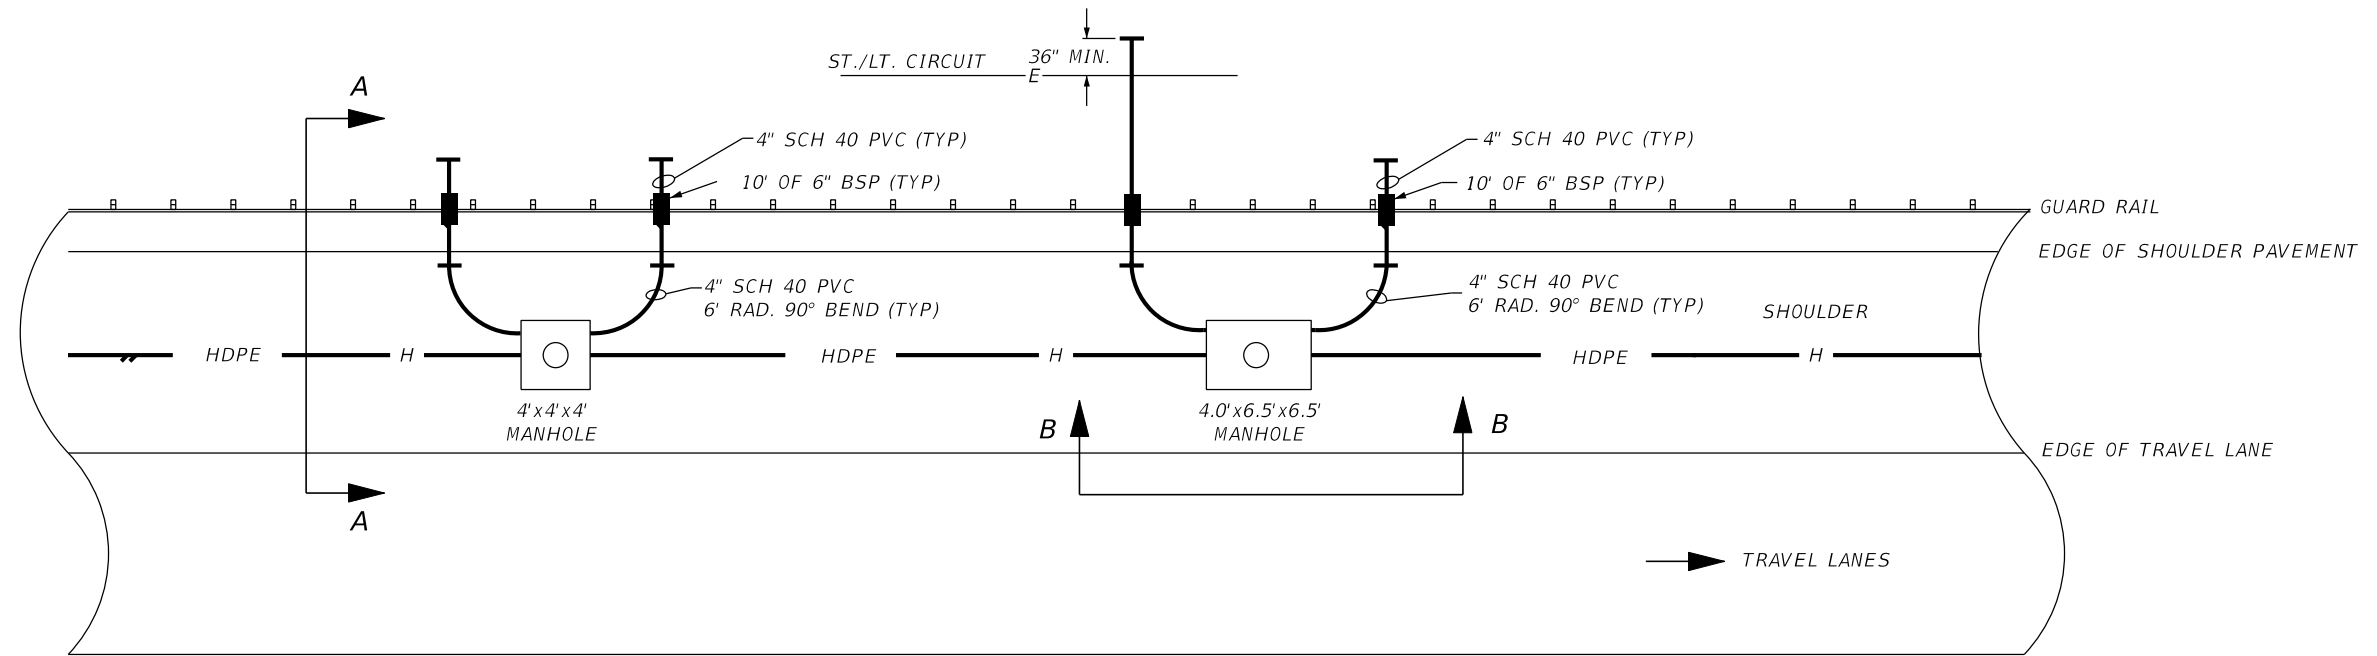 ST./LT. CIRCUIT
36" MIN.
E
A
4" SCH 40 PVC (TYP)
10' OF 6" BSP (TYP)
4" SCH 40 PVC (TYP)
10' OF 6" BSP (TYP)
GUARD RAIL
EDGE OF SHOULDER PAVEMENT
4" SCH 40 PVC
6' RAD. 90° BEND (TYP)
4" SCH 40 PVC
6' RAD. 90° BEND (TYP)
SHOULDER
HDPE
H
HDPE
H
HDPE
H
4'x4'x4'
MANHOLE
4.0'x6.5'x6.5'
MANHOLE
B
B
EDGE OF TRAVEL LANE
A
TRAVEL LANES